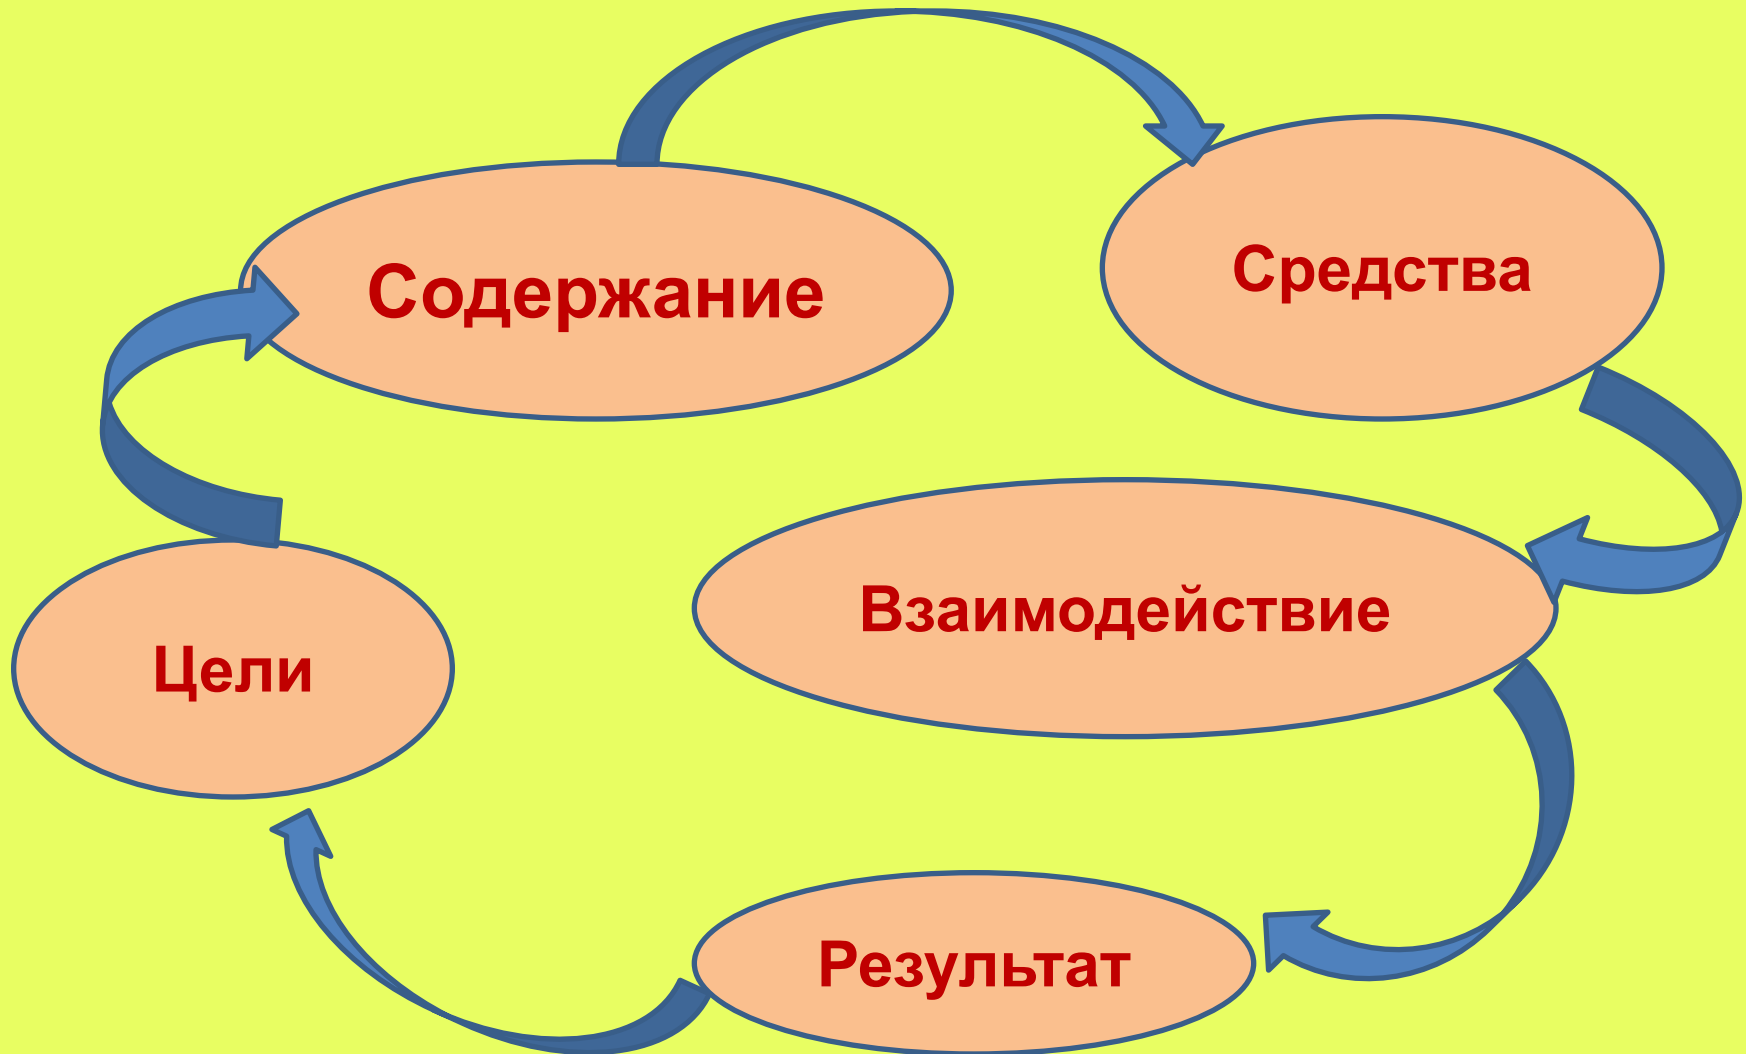 Содержание
Средства
Взаимодействие
Цели
Результат